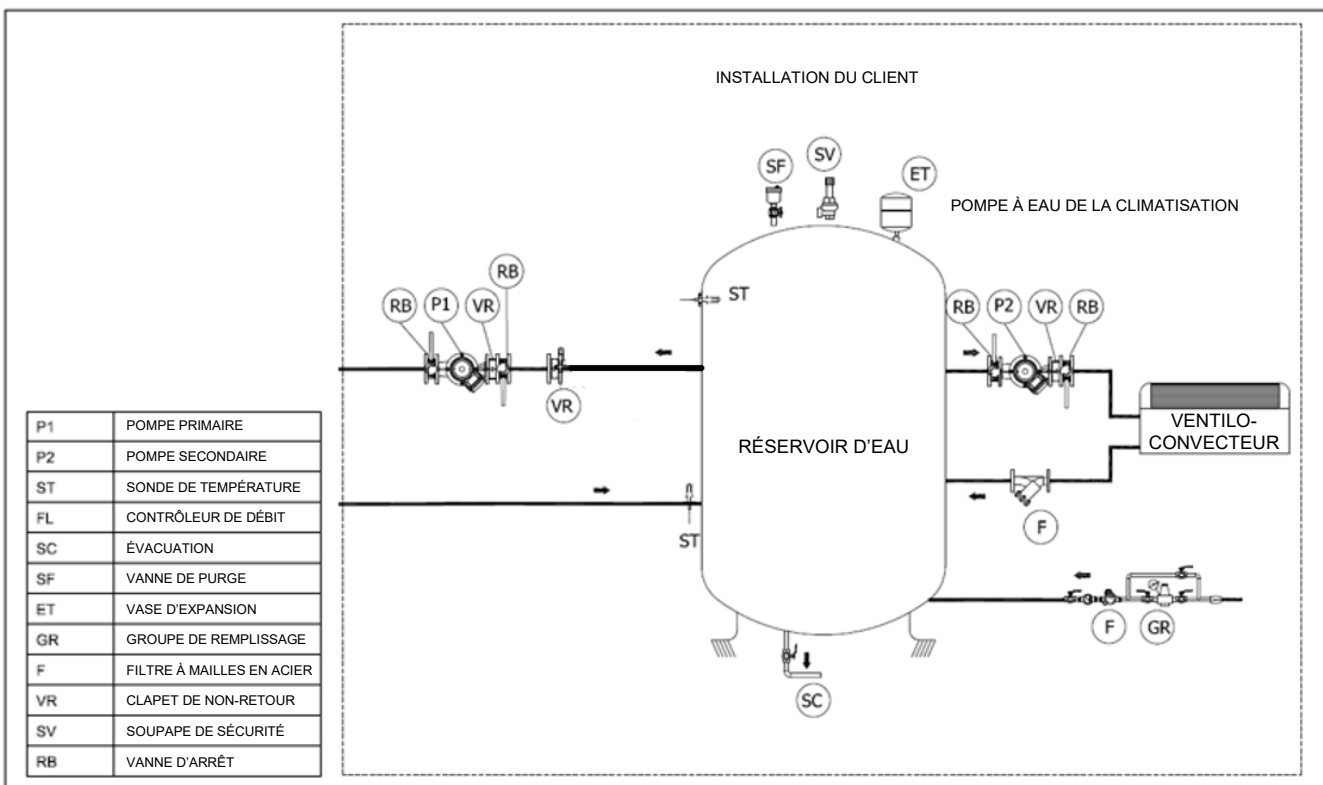 INSTALLATION DU CLIENT
SF
SV
ET
POMPE À EAU DE LA CLIMATISATION
RB
ST
RB
P1
VR
RB
P2
VR
RB
VR
VENTILO-
CONVECTEUR
RÉSERVOIR D'EAU
ST
F
F
GR
SC
P1 POMPE PRIMAIRE
P2 POMPE SECONDAIRE
ST SONDE DE TEMPÉRATURE
FL CONTRÔLEUR DE DÉBIT
SC ÉVACUATION
SF VANNE DE PURGE
ET VASE D'EXPANSION
GR GROUPE DE REMPLISSAGE
F FILTRE À MAILLES EN ACIER
VR CLAPET DE NON-RETOUR
SV SOUPAPE DE SÉCURITÉ
RB VANNE D'ARRÊT